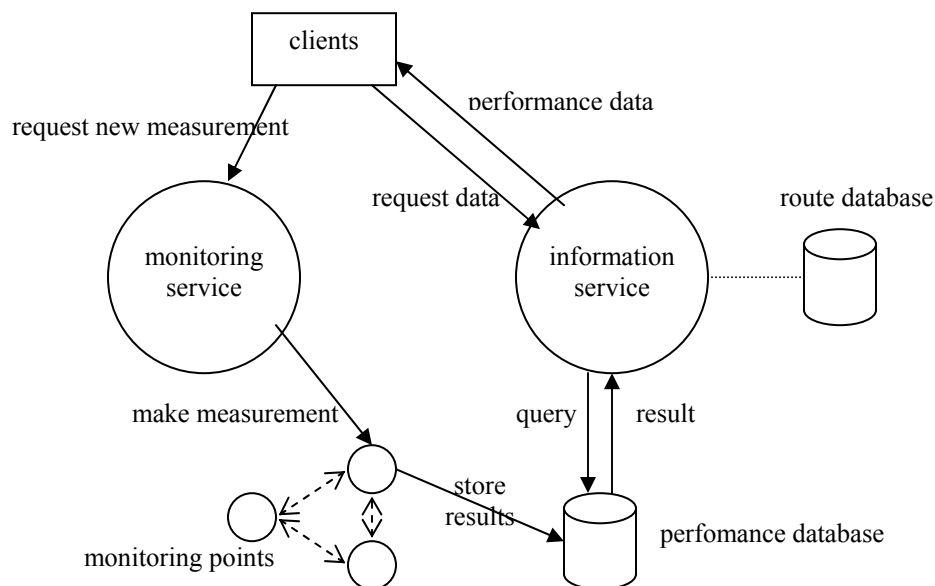 clients
performance data
request new measurement
request data
route database
monitoring
service
information
service
make measurement
query
result
store
results
monitoring points
perfomance database